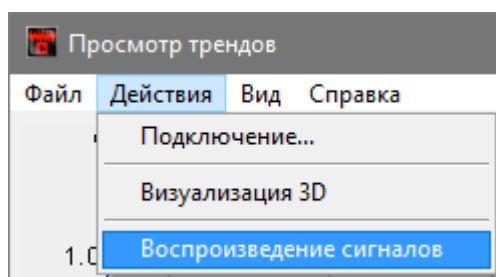 Просмотр трендов
Файл Действия Вид Справка
Подключение...
Визуализация 3D
Воспроизведение сигналов